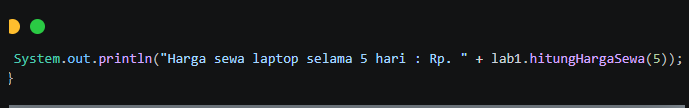 System.out.println("Harga sewa laptop selama 5 hari : Rp. " + lab1.hitungHargaSewa(5));
}